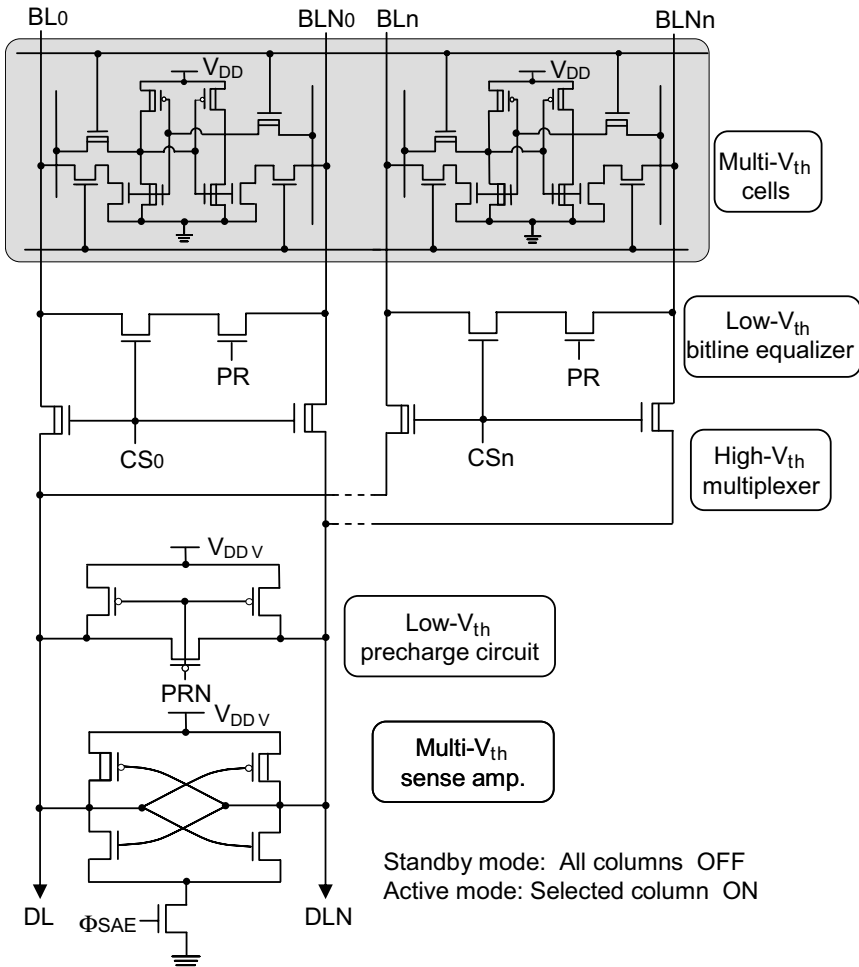 BL0
BLN0
BLn
BLNn
VDD
VDD
Multi-Vth
cells
Low-Vth
bitline equalizer
PR
PR
CS0
CSn
High-Vth
multiplexer
VDD V
Low-Vth
precharge circuit
PRN
VDD V
Multi-Vth
sense amp.
Standby mode: All columns OFF
Active mode: Selected column ON
DL
ΦSAE
DLN